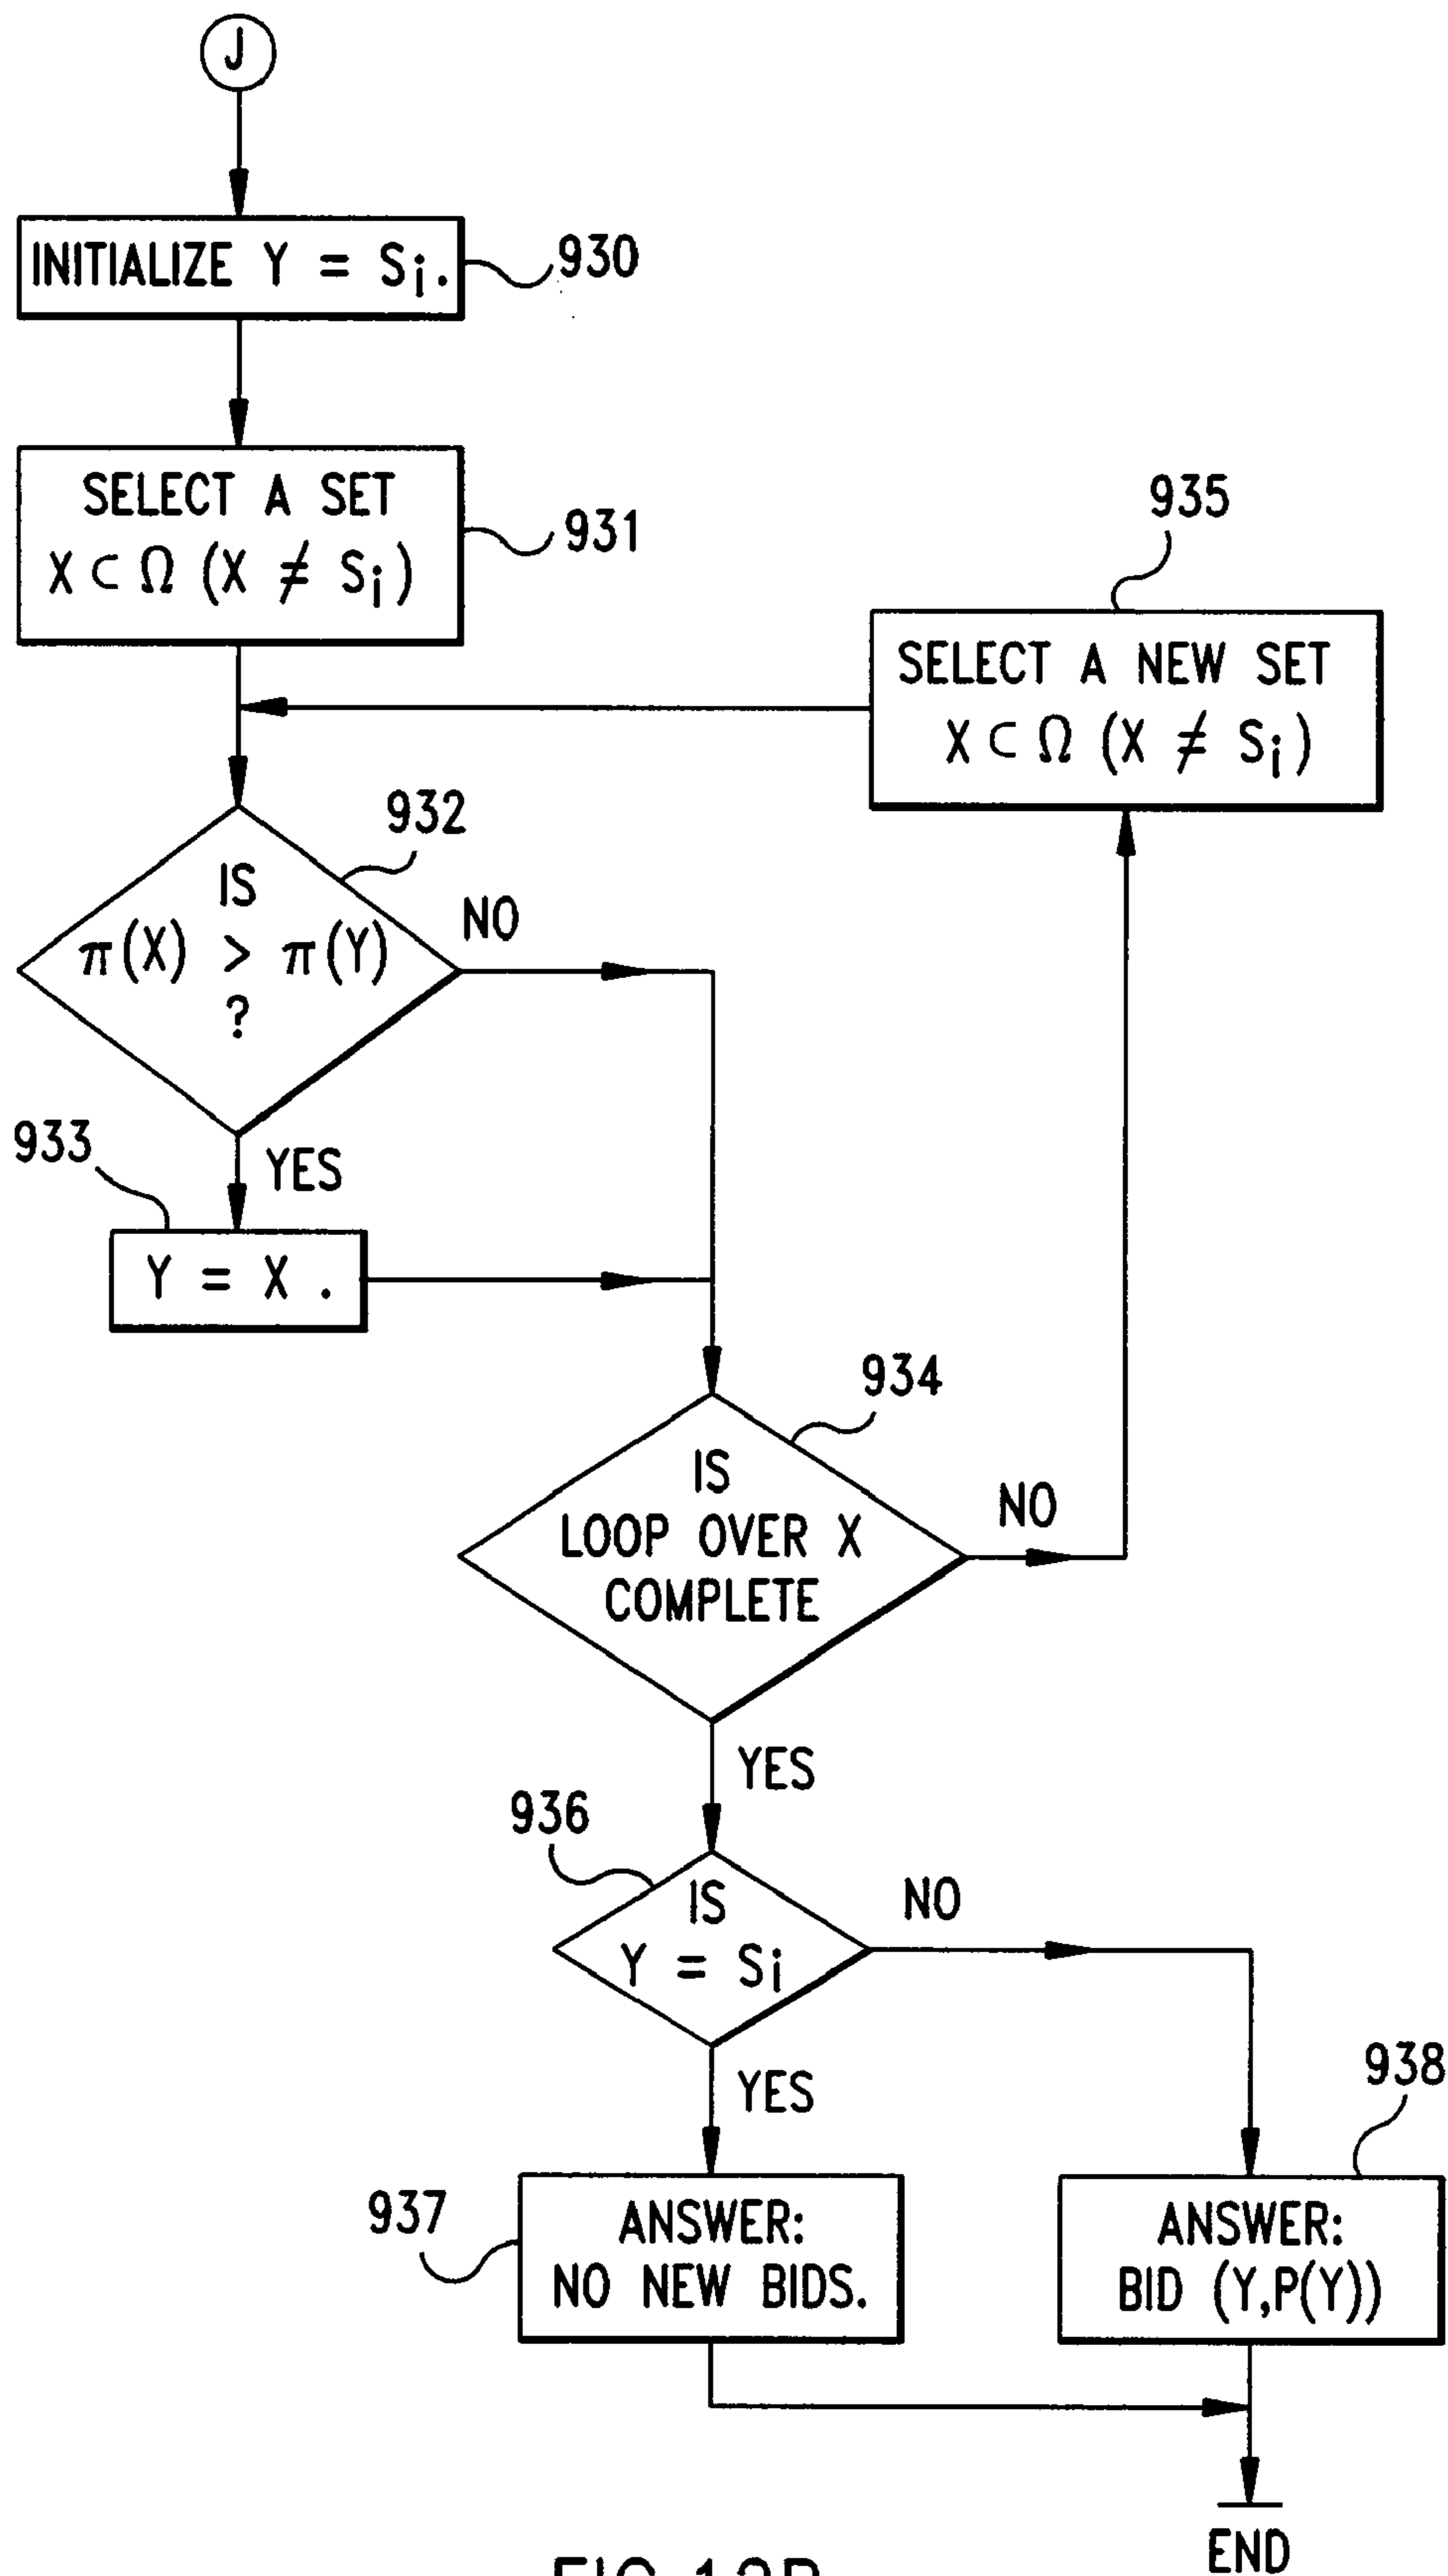 J
INITIALIZE Y = Si.
930
SELECT A SET
X ⊂ Ω (X ≠ Si)
931
935
SELECT A NEW SET
X ⊂ Ω (X ≠ Si)
932
IS
π(X) > π(Y)
?
NO
933
YES
Y = X .
934
IS
LOOP OVER X
COMPLETE
NO
YES
936
IS
Y = Si
NO
YES
938
937
ANSWER:
NO NEW BIDS.
ANSWER:
BID (Y,P(Y))
END